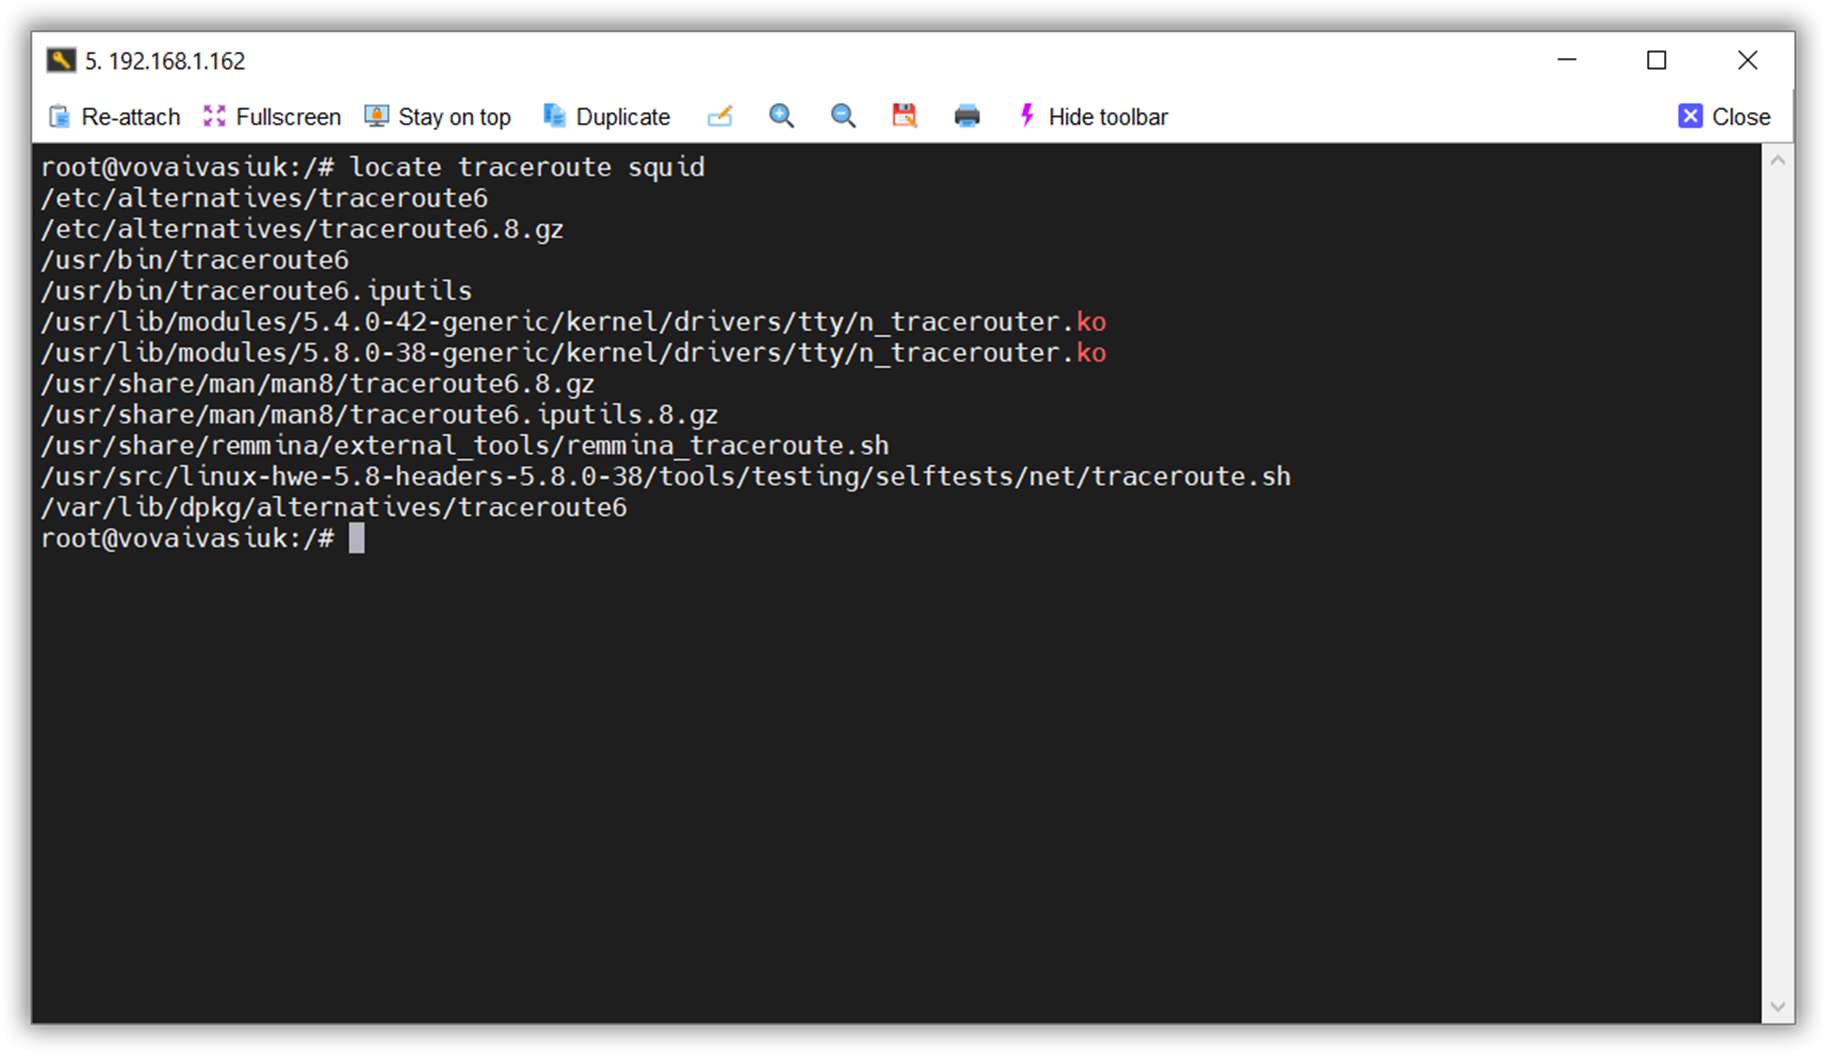 5. 192.168.1.162
Re-attach Fullscreen Stay on top Duplicate Hide toolbar Close
root@vovaivasiuk:/# locate traceroute squid
/etc/alternatives/traceroute6
/etc/alternatives/traceroute6.8.gz
/usr/bin/traceroute6
/usr/bin/traceroute6.iputils
/usr/lib/modules/5.4.0-42-generic/kernel/drivers/tty/n_tracerouter.ko
/usr/lib/modules/5.8.0-38-generic/kernel/drivers/tty/n_tracerouter.ko
/usr/share/man/man8/traceroute6.8.gz
/usr/share/man/man8/traceroute6.iputils.8.gz
/usr/share/remmina/external_tools/remmina_traceroute.sh
/usr/src/linux-hwe-5.8-headers-5.8.0-38/tools/testing/selftests/net/traceroute.sh
/var/lib/dpkg/alternatives/traceroute6
root@vovaivasiuk:/#